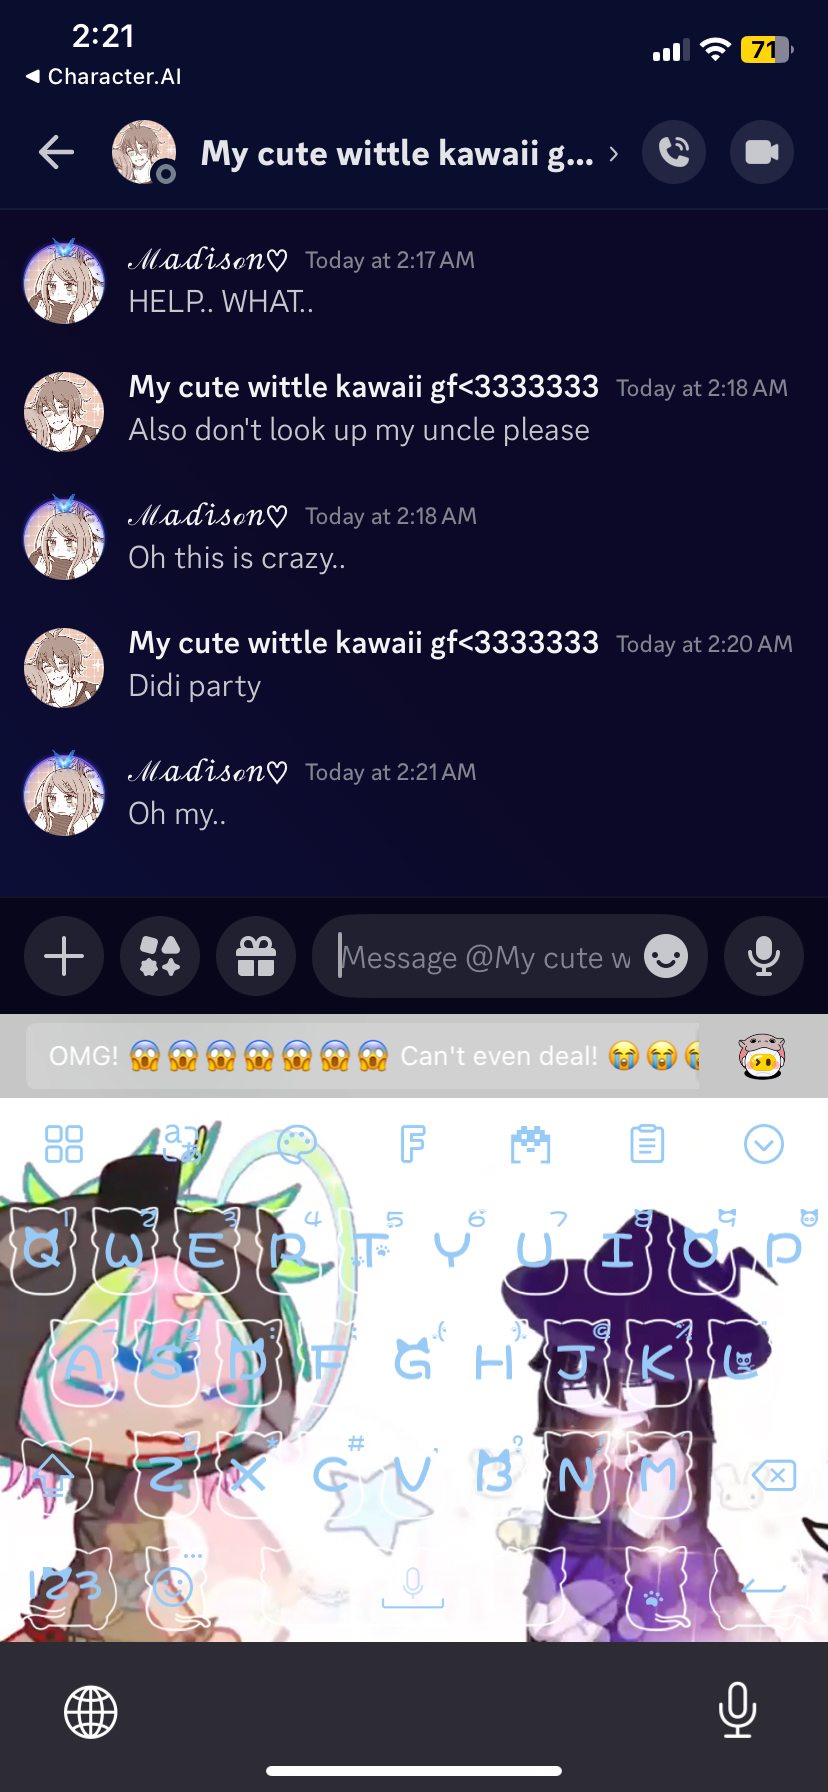 2:21
71
◀ Character.AI
My cute wittle kawaii g... ›
ℳ𝒶𝒹𝒾𝓈ℴ𝓃♡ Today at 2:17 AM
HELP.. WHAT..
My cute wittle kawaii gf<3333333 Today at 2:18 AM
Also don't look up my uncle please
ℳ𝒶𝒹𝒾𝓈ℴ𝓃♡ Today at 2:18 AM
Oh this is crazy..
My cute wittle kawaii gf<3333333 Today at 2:20 AM
Didi party
ℳ𝒶𝒹𝒾𝓈ℴ𝓃♡ Today at 2:21 AM
Oh my..
Message @My cute w
OMG! 😱😱😱😱😱😱😱 Can't even deal! 😭😭😭
a あ F
1 2 3 4 5 6 7 8 9
Q W E R T Y U I O P
: ( ) @ %
A S D F G H J K L
& * # ' ?
Z X C V B N M
123 ...